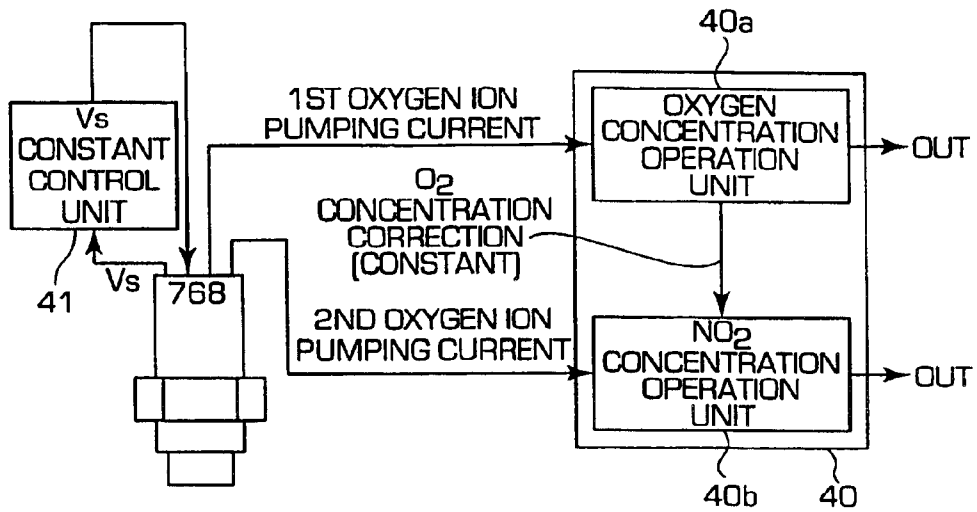 40a
Vs
CONSTANT
CONTROL
UNIT
41
Vs
768
1ST OXYGEN ION
PUMPING CURRENT
O2
CONCENTRATION
CORRECTION
(CONSTANT)
2ND OXYGEN ION
PUMPING CURRENT
OXYGEN
CONCENTRATION
OPERATION
UNIT
OUT
NO2
CONCENTRATION
OPERATION
UNIT
OUT
40b
40